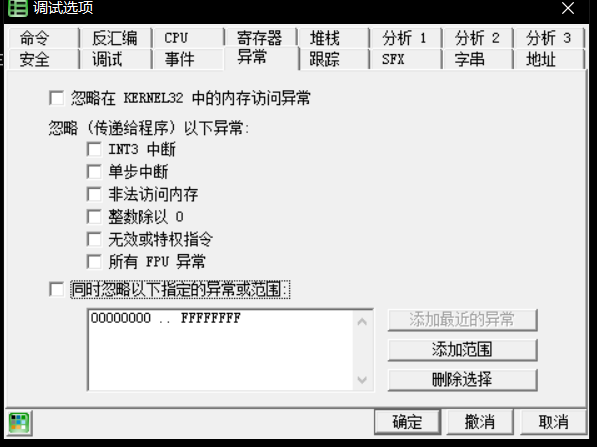 调试选项
命令 反汇编 CPU 寄存器 堆栈 分析 1 分析 2 分析 3
安全 调试 事件 异常 跟踪 SFX 字串 地址
忽略在 KERNEL32 中的内存访问异常
忽略 (传递给程序) 以下异常:
INT3 中断
单步中断
非法访问内存
整数除以 0
无效或特权指令
所有 FPU 异常
同时忽略以下指定的异常或范围:
00000000 .. FFFFFFFF
添加最近的异常
添加范围
删除选择
确定 撤消 取消